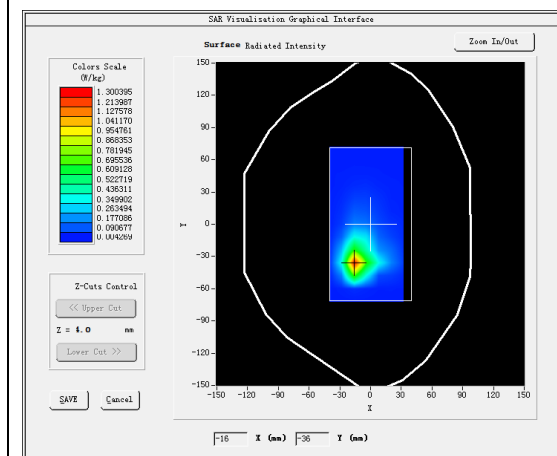 SAR Visualisation Graphical Interface
Surface Radiated Intensity
Zoom In/Out
Colors Scale
(W/kg)
1.300395
1.213987
1.127578
1.041170
0.954761
0.868353
0.781945
0.695536
0.609128
0.522719
0.436311
0.349902
0.263494
0.177086
0.090677
0.004269
Z-Cuts Control
<< Upper Cut
Z = 4.0 mm
Lower Cut >>
SAVE
Cancel
150
120
90
60
30
0
-30
-60
-90
-120
-150
Y
-150 -120 -90 -60 -30 0 30 60 90 120 150
X
-16 X (mm) -36 Y (mm)